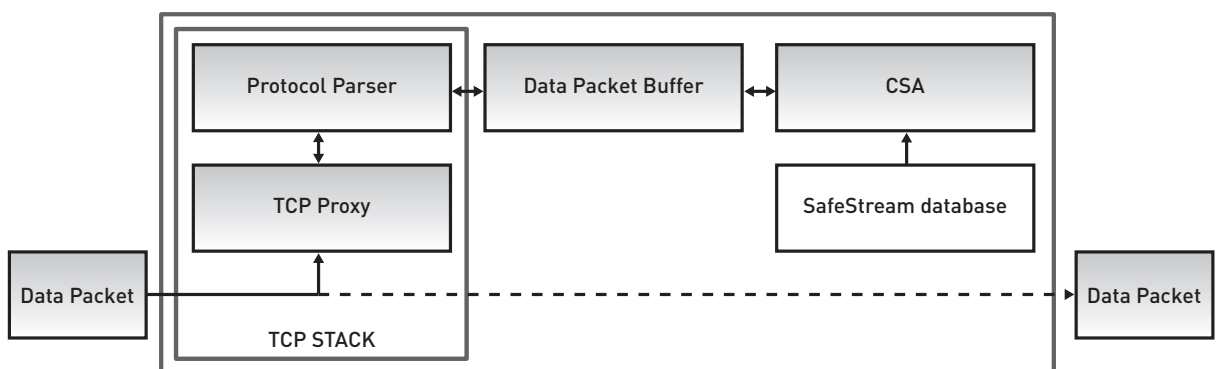 Protocol Parser
Data Packet Buffer
CSA
TCP Proxy
SafeStream database
Data Packet
Data Packet
TCP STACK